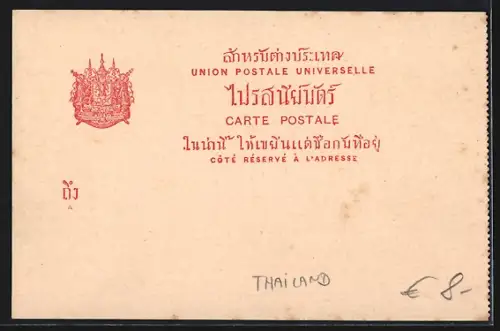 สำหรับต่างประเทศ
UNION POSTALE UNIVERSELLE
ไปรสนียบัตร์
CARTE POSTALE
ในน่านี้ ให้เขยีนแต่ชื่อกับที่อยู่
CÔTÉ RÉSERVÉ À L'ADRESSE
ถึง
A
THAILAND
€ 8.-